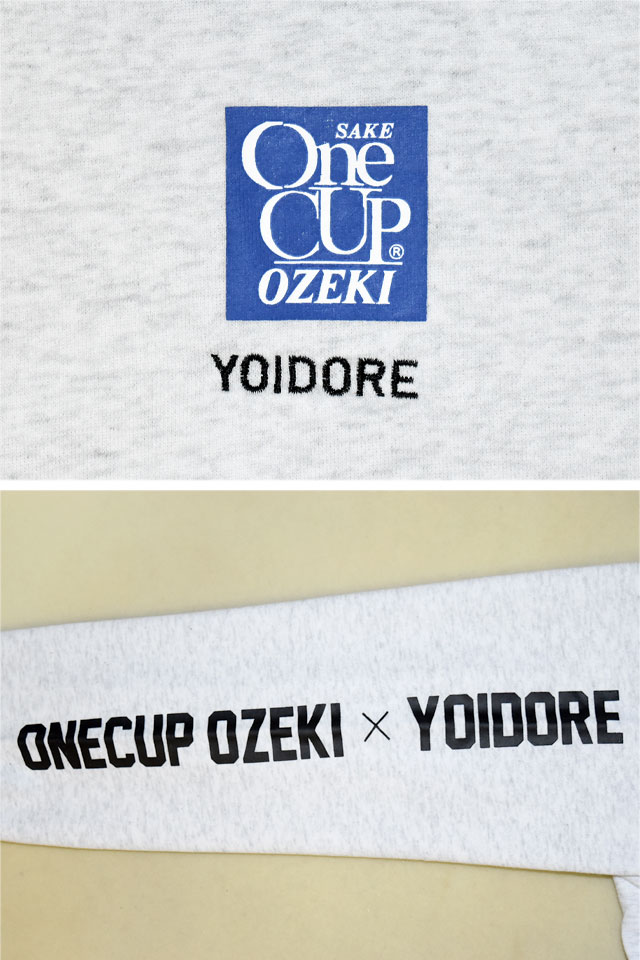 SAKE
One
CUP®
OZEKI
YOIDORE
ONECUP OZEKI × YOIDORE